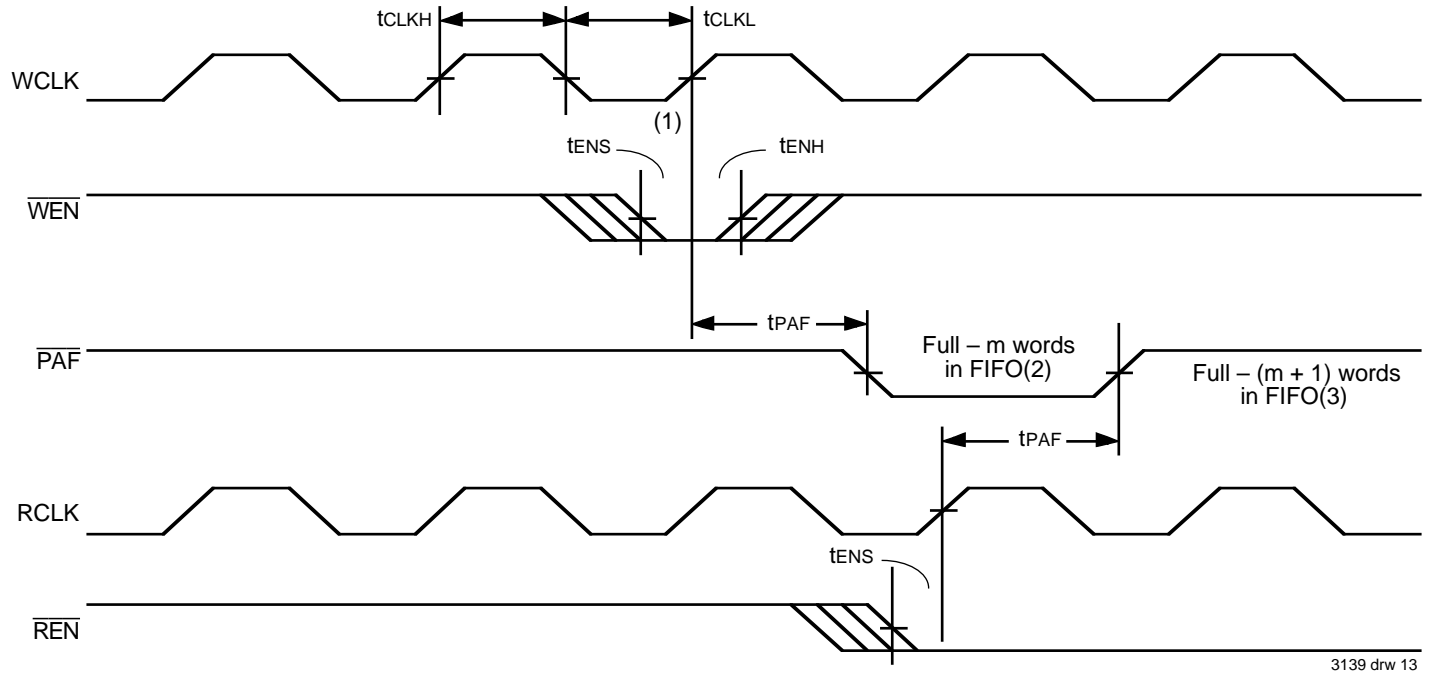 tCLKH
tCLKL
WCLK
(1)
tENS
tENH
WEN
tPAF
PAF
Full – m words
in FIFO(2)
Full – (m + 1) words
in FIFO(3)
tPAF
RCLK
tENS
REN
3139 drw 13